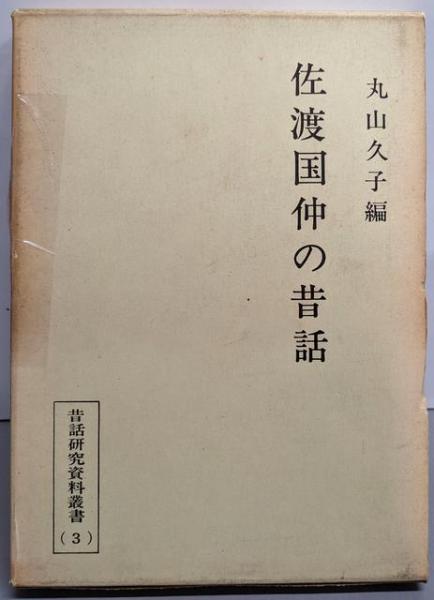 丸山久子編
佐渡国仲の昔話
昔話研究資料叢書
(3)